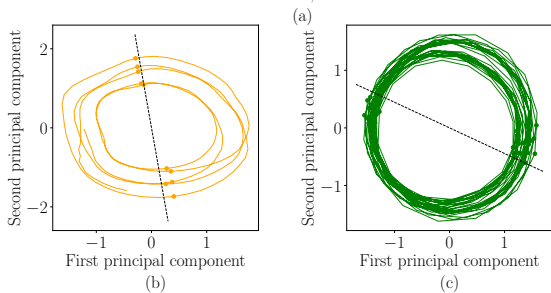 (a)
Second principal component
2
0
−2
−1
0
1
First principal component
(b)
Second principal component
1
0
−1
−1
0
1
First principal component
(c)